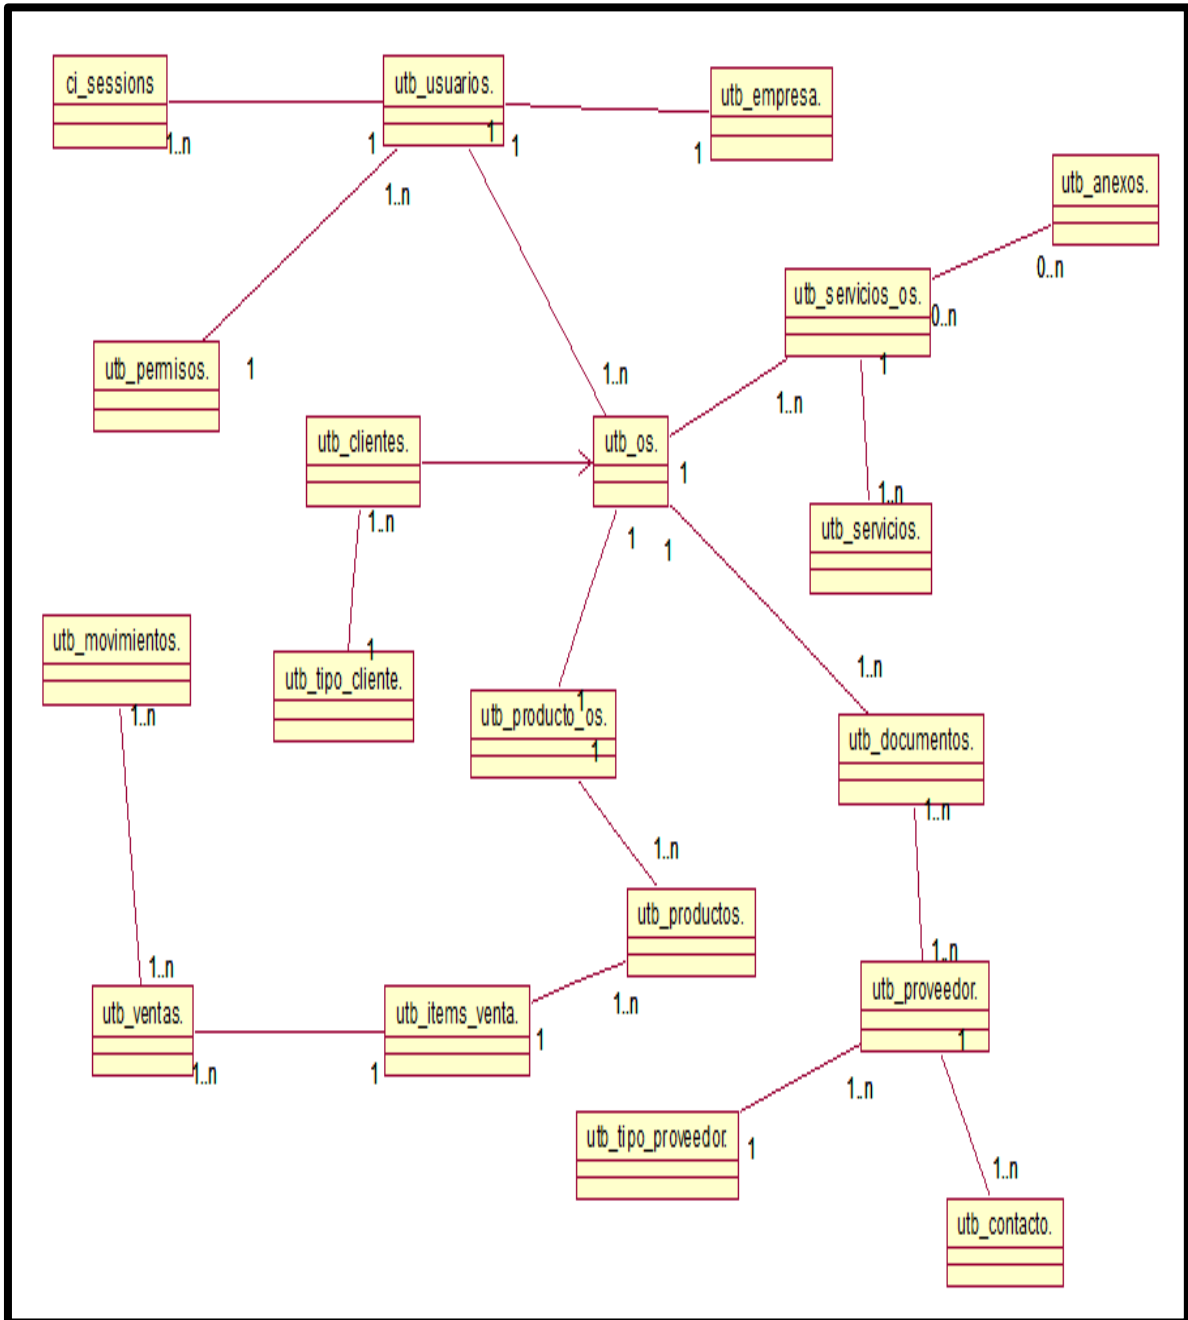 ci_sessions
utb_usuarios.
utb_empresa.
1..n
1
1
1
1
1..n
utb_anexos.
0..n
utb_servicios_os.
0..n
utb_permisos.
1
1
1..n
1..n
utb_clientes.
utb_os.
1
1..n
utb_servicios.
1..n
1
1
utb_movimientos.
1..n
1
utb_tipo_cliente.
1..n
1
utb_producto_os.
1
utb_documentos.
1..n
1..n
utb_productos.
1..n
1..n
utb_proveedor.
1
1..n
utb_ventas.
1..n
utb_items_venta.
1
1
1..n
utb_tipo_proveedor.
1
1..n
utb_contacto.